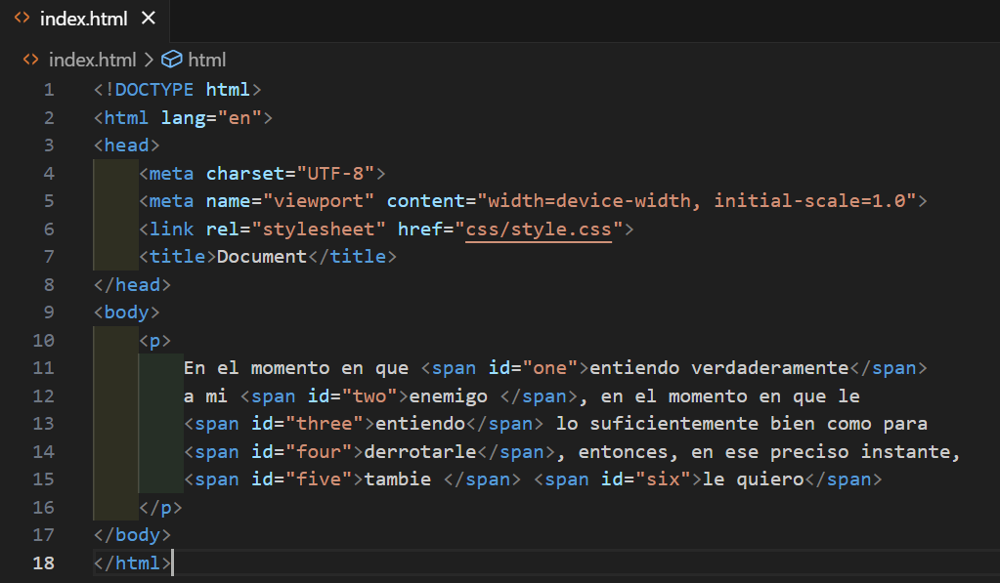 index.html
index.html > html
1 <!DOCTYPE html>
2 <html lang="en">
3 <head>
4     <meta charset="UTF-8">
5     <meta name="viewport" content="width=device-width, initial-scale=1.0">
6     <link rel="stylesheet" href="css/style.css">
7     <title>Document</title>
8 </head>
9 <body>
10     <p>
11         En el momento en que <span id="one">entiendo verdaderamente</span>
12         a mi <span id="two">enemigo </span>, en el momento en que le
13         <span id="three">entiendo</span> lo suficientemente bien como para
14         <span id="four">derrotarle</span>, entonces, en ese preciso instante,
15         <span id="five">tambie </span> <span id="six">le quiero</span>
16     </p>
17 </body>
18 </html>